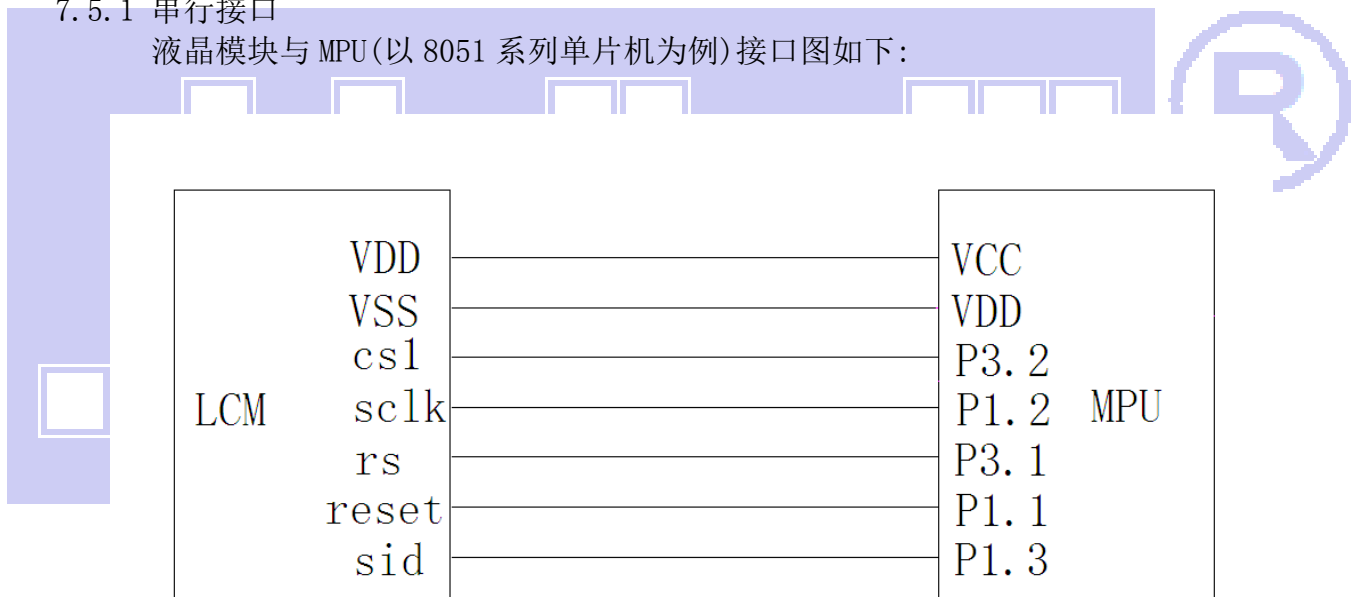 7.5.1 串行接口
液晶模块与 MPU(以 8051 系列单片机为例)接口图如下:
R
VDD VCC
VSS VDD
cs1 P3.2
LCM sclk P1.2 MPU
rs P3.1
reset P1.1
sid P1.3